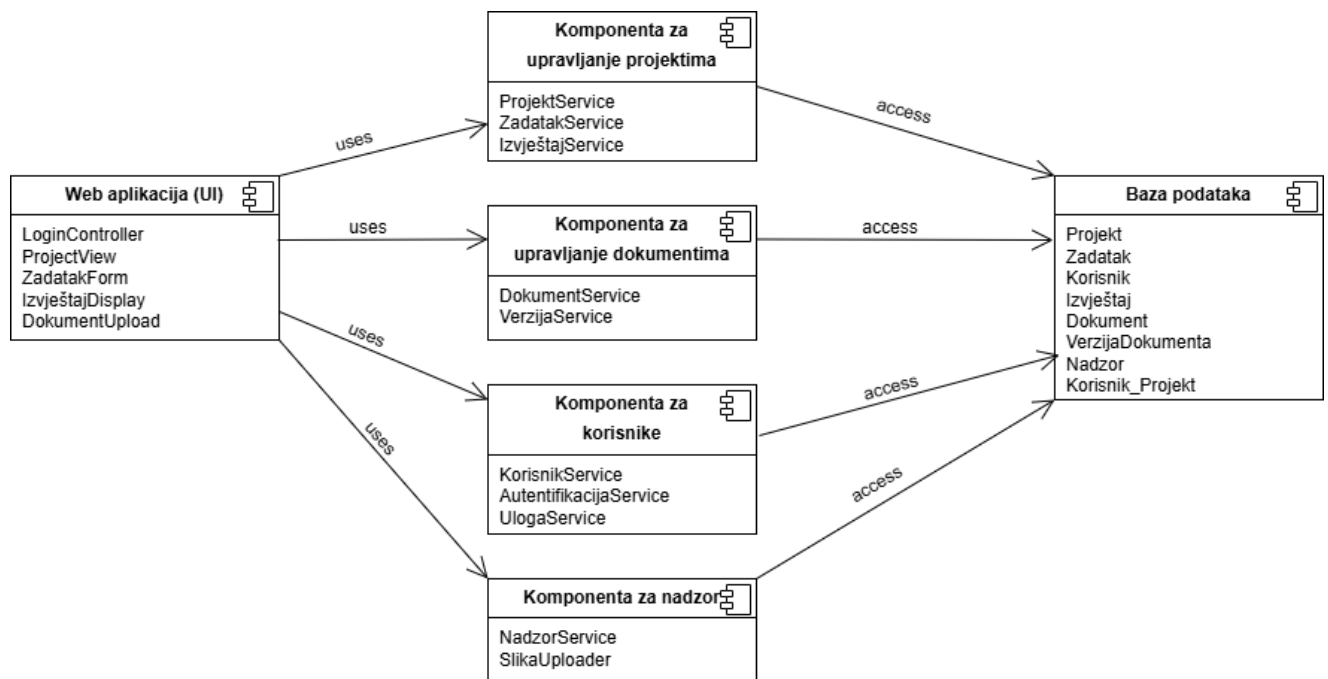 Web aplikacija (UI)
LoginController
ProjectView
ZadatakForm
IzvještajDisplay
DokumentUpload
uses
uses
uses
uses
Komponenta za
upravljanje projektima
ProjektService
ZadatakService
IzvještajService
Komponenta za
upravljanje dokumentima
DokumentService
VerzijaService
Komponenta za
korisnike
KorisnikService
AutentifikacijaService
UlogaService
Komponenta za nadzor
NadzorService
SlikaUploader
access
access
access
access
Baza podataka
Projekt
Zadatak
Korisnik
Izvještaj
Dokument
VerzijaDokumenta
Nadzor
Korisnik_Projekt